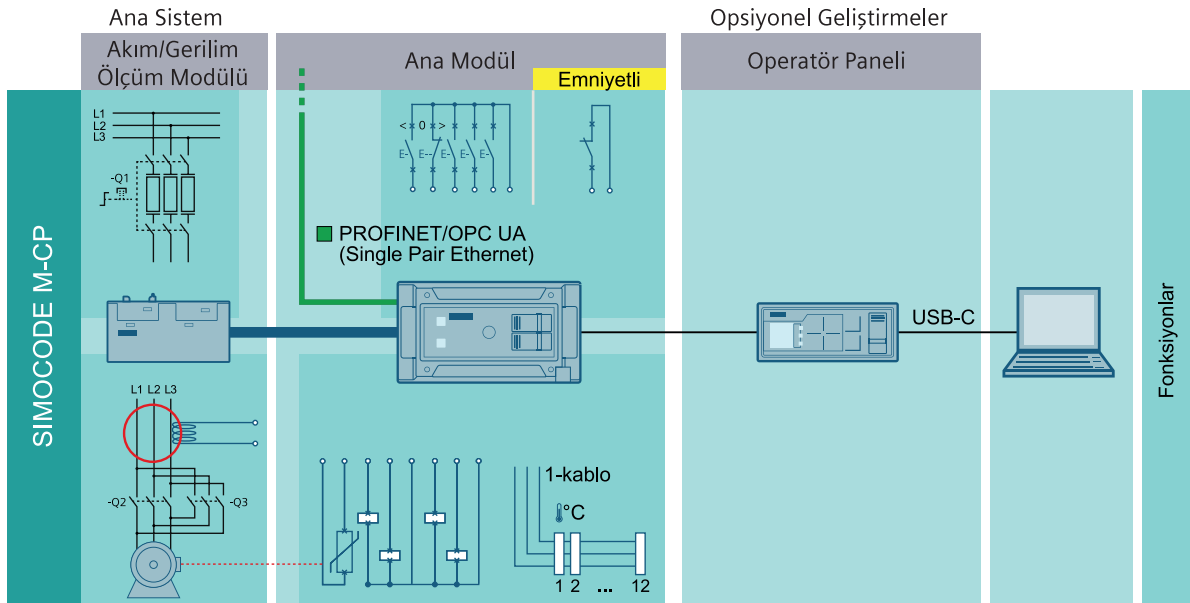 Ana Sistem
Opsiyonel Geliştirmeler
Akım/Gerilim
Ölçüm Modülü
Ana Modül
Operatör Paneli
Emniyetli
L1
L2
L3
< 0 >
E- E-- E- E- E-
-Q1
PROFINET/OPC UA
(Single Pair Ethernet)
SIMOCODE M-CP
USB-C
Fonksiyonlar
L1 L2 L3
1-kablo
°C
-Q2
-Q3
1 2 ... 12